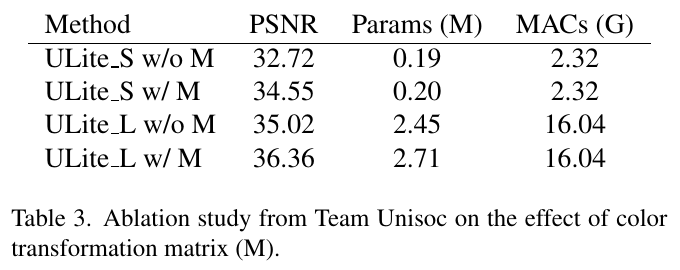 Method PSNR Params (M) MACs (G)
ULite_S w/o M 32.72 0.19 2.32
ULite_S w/ M 34.55 0.20 2.32
ULite_L w/o M 35.02 2.45 16.04
ULite_L w/ M 36.36 2.71 16.04
Table 3. Ablation study from Team Unisoc on the effect of color
transformation matrix (M).